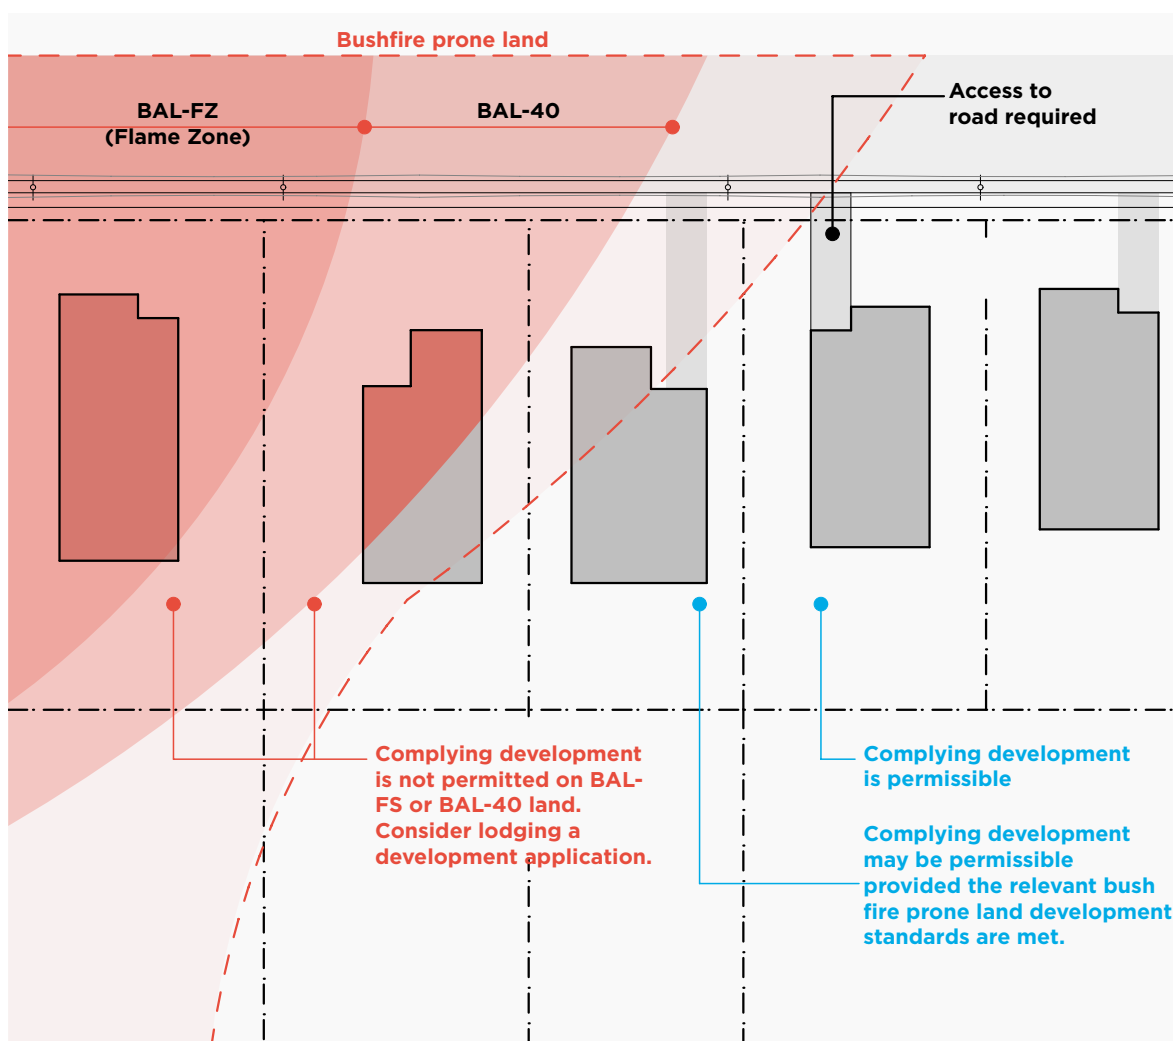 Bushfire prone land
BAL-FZ
(Flame Zone)
BAL-40
Access to
road required
Complying development
is not permitted on BAL-
FS or BAL-40 land.
Consider lodging a
development application.
Complying development
is permissible
Complying development
may be permissible
provided the relevant bush
fire prone land development
standards are met.